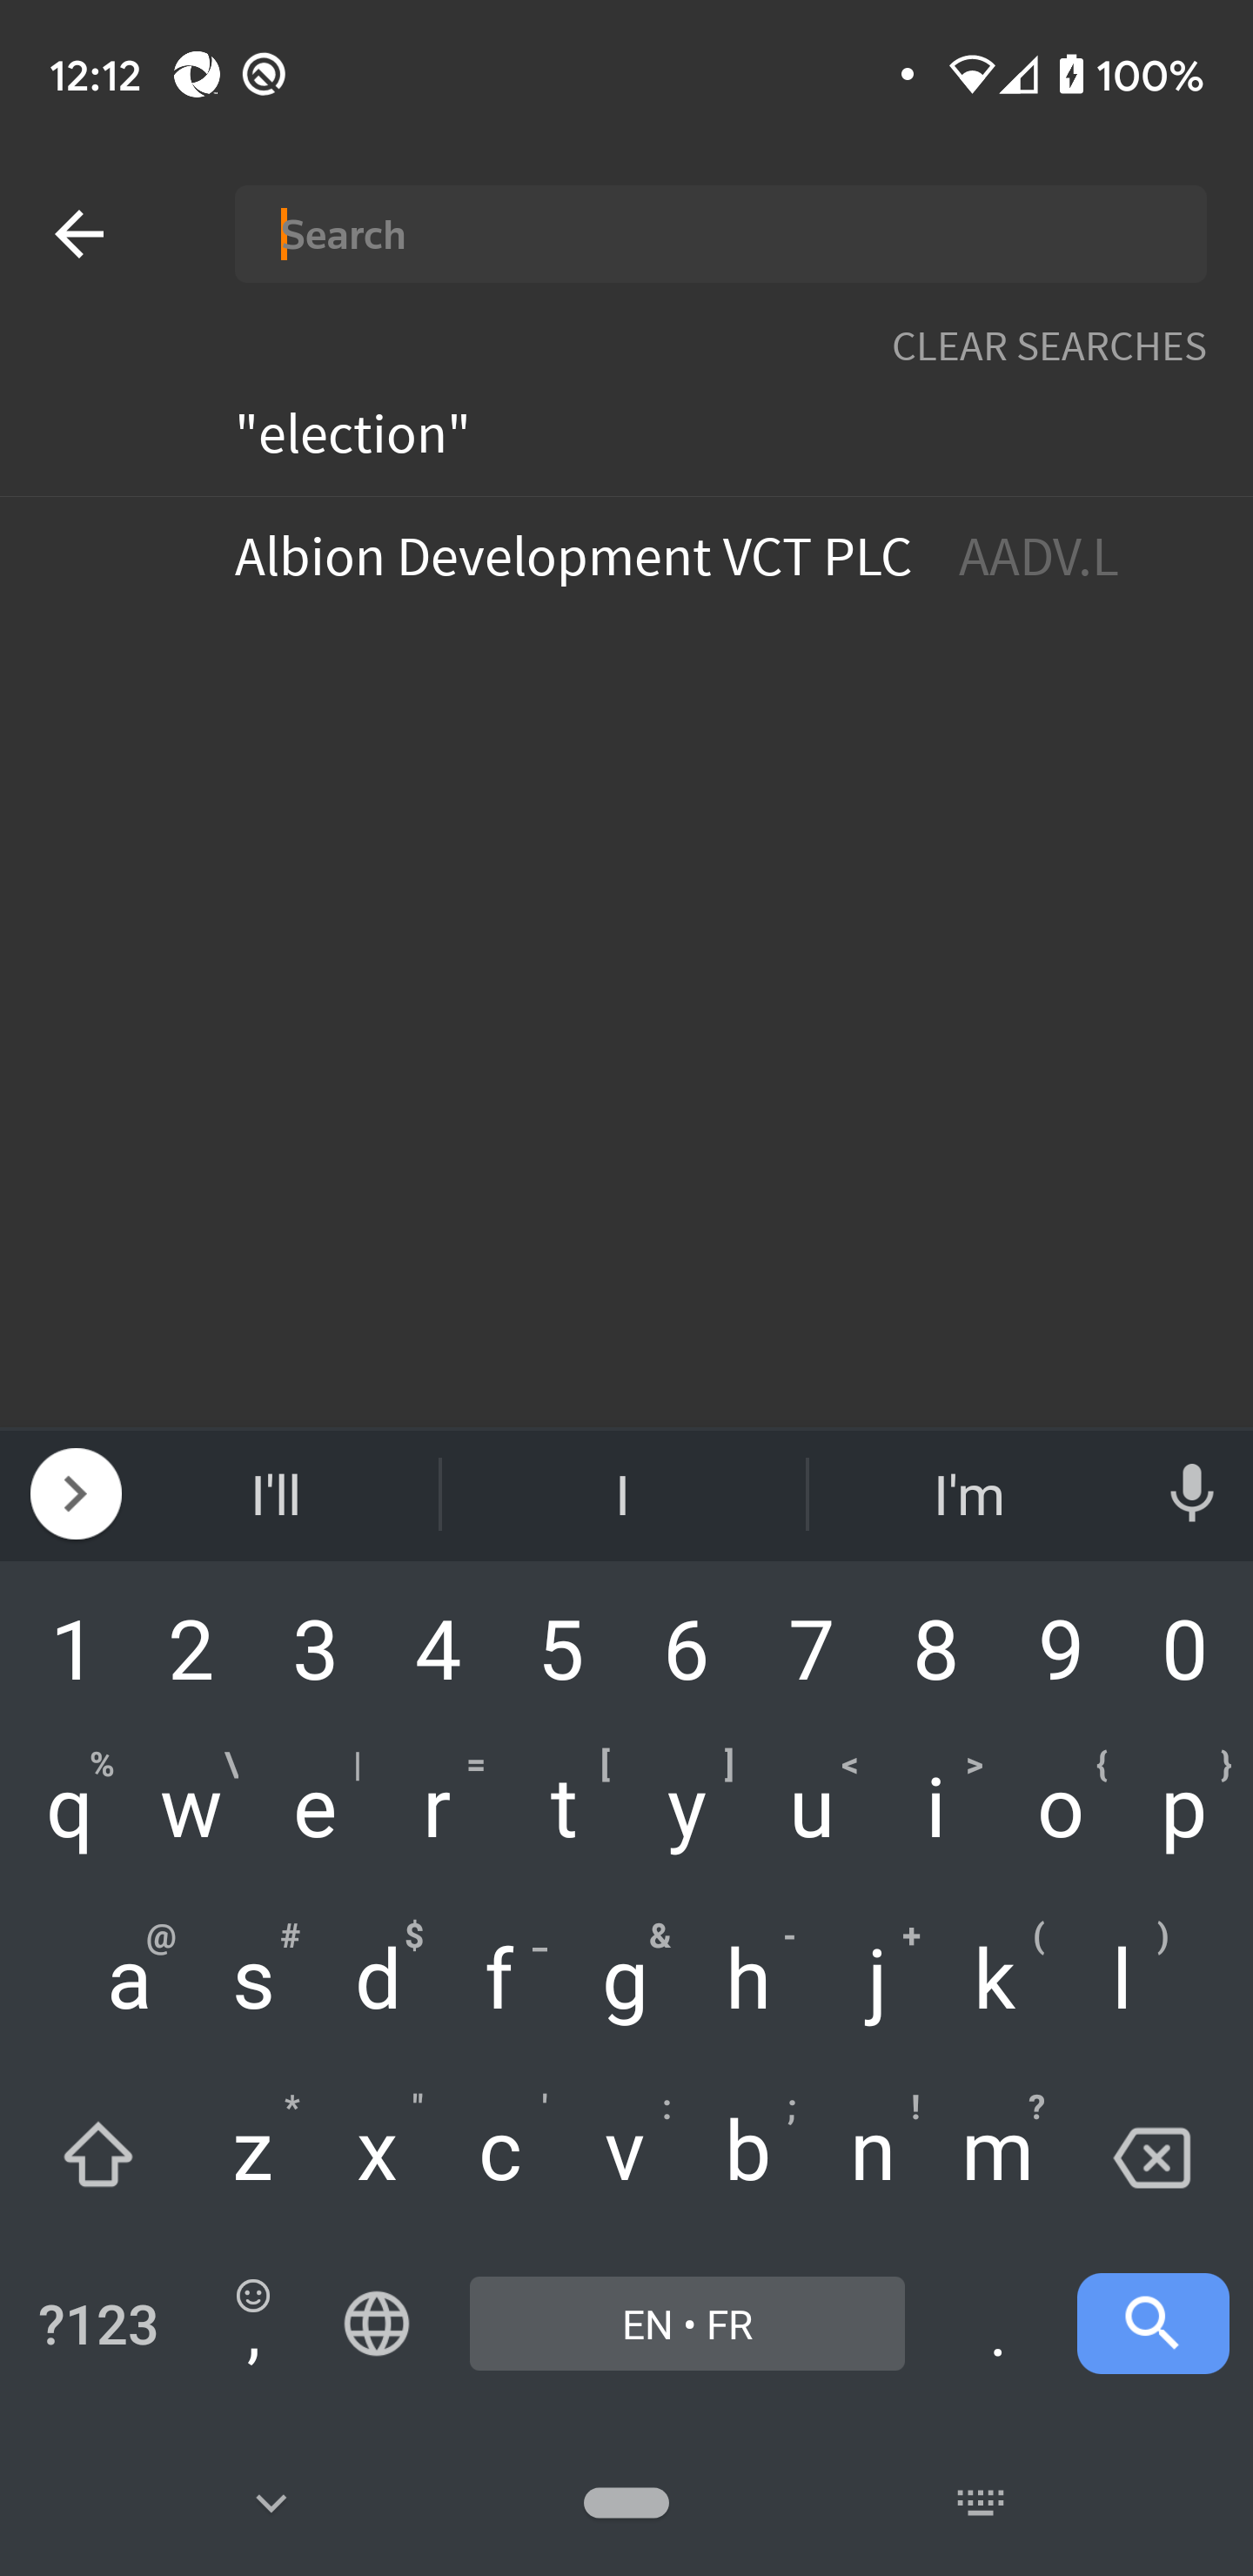 12:12 100%
Search
CLEAR SEARCHES
"election"
Albion Development VCT PLC AADV.L
I'll I I'm
1 2 3 4 5 6 7 8 9 0
% \ | = [ ] < > { }
q w e r t y u i o p
@ # $ _ & - + ( )
a s d f g h j k l
* " ' : ; ! ?
z x c v b n m
?123 , EN • FR .